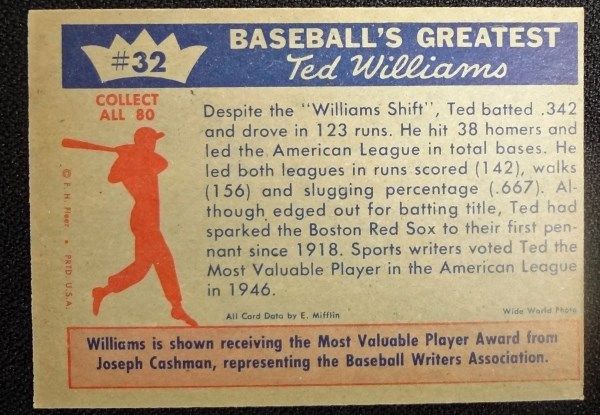 #32
BASEBALL'S GREATEST
Ted Williams
COLLECT
ALL 80
Despite the "Williams Shift", Ted batted .342
and drove in 123 runs. He hit 38 homers and
led the American League in total bases. He
led both leagues in runs scored (142), walks
(156) and slugging percentage (.667). Al-
though edged out for batting title, Ted had
sparked the Boston Red Sox to their first pen-
nant since 1918. Sports writers voted Ted the
Most Valuable Player in the American League
in 1946.
© F. H. Fleer. • PRTD U.S.A.
All Card Data by E. Mifflin
Wide World Photo
Williams is shown receiving the Most Valuable Player Award from
Joseph Cashman, representing the Baseball Writers Association.